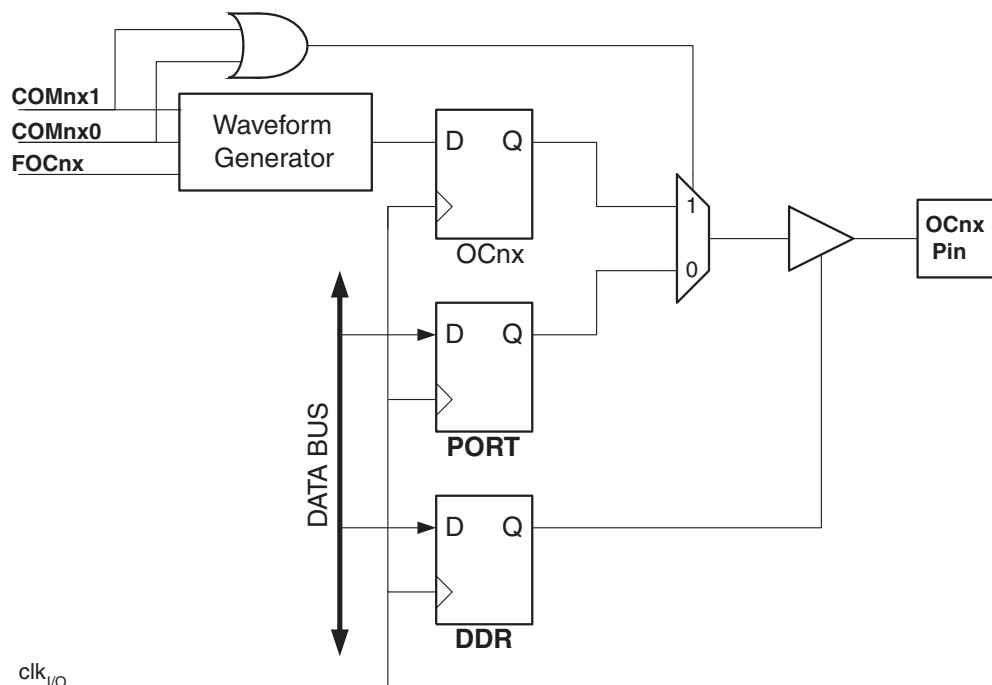 COMnx1
COMnx0
FOCnx
Waveform
Generator
D Q
OCnx
1
0
OCnx
Pin
D Q
PORT
DATA BUS
D Q
DDR
clkI/O